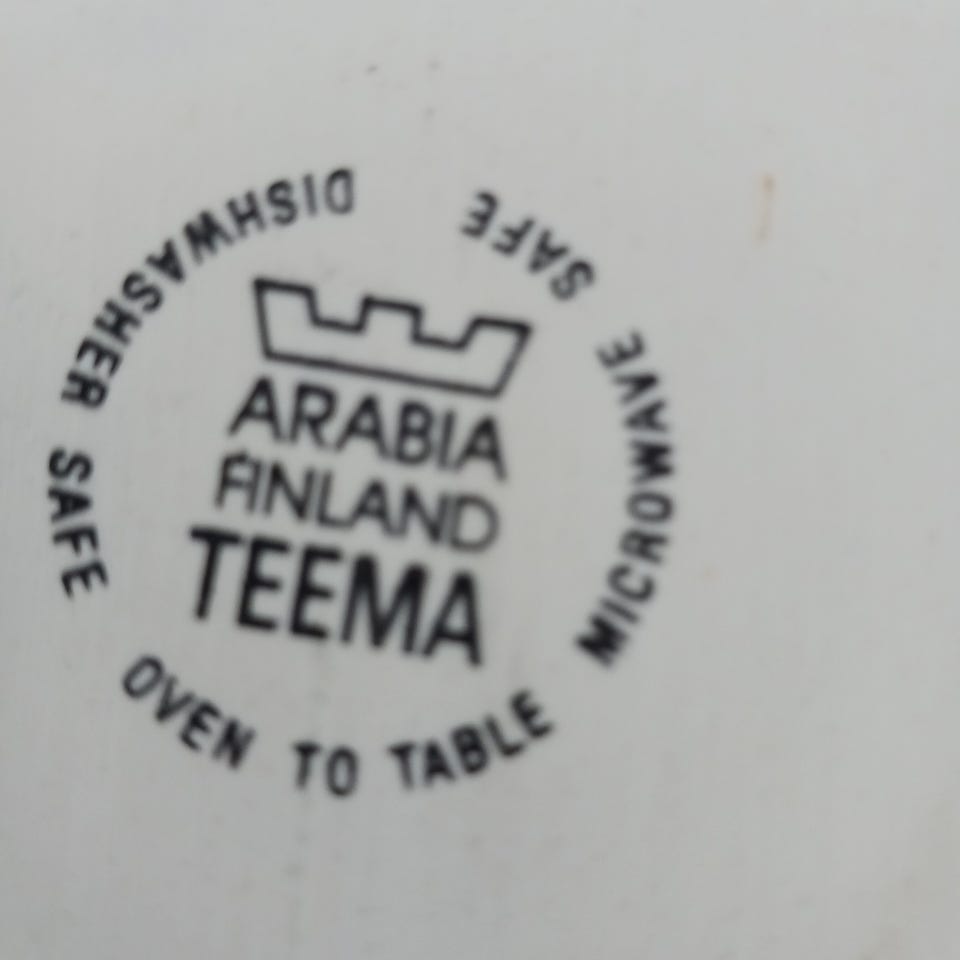 ARABIA
FINLAND
TEEMA
DISHWASHER SAFE
OVEN TO TABLE
MICROWAVE SAFE